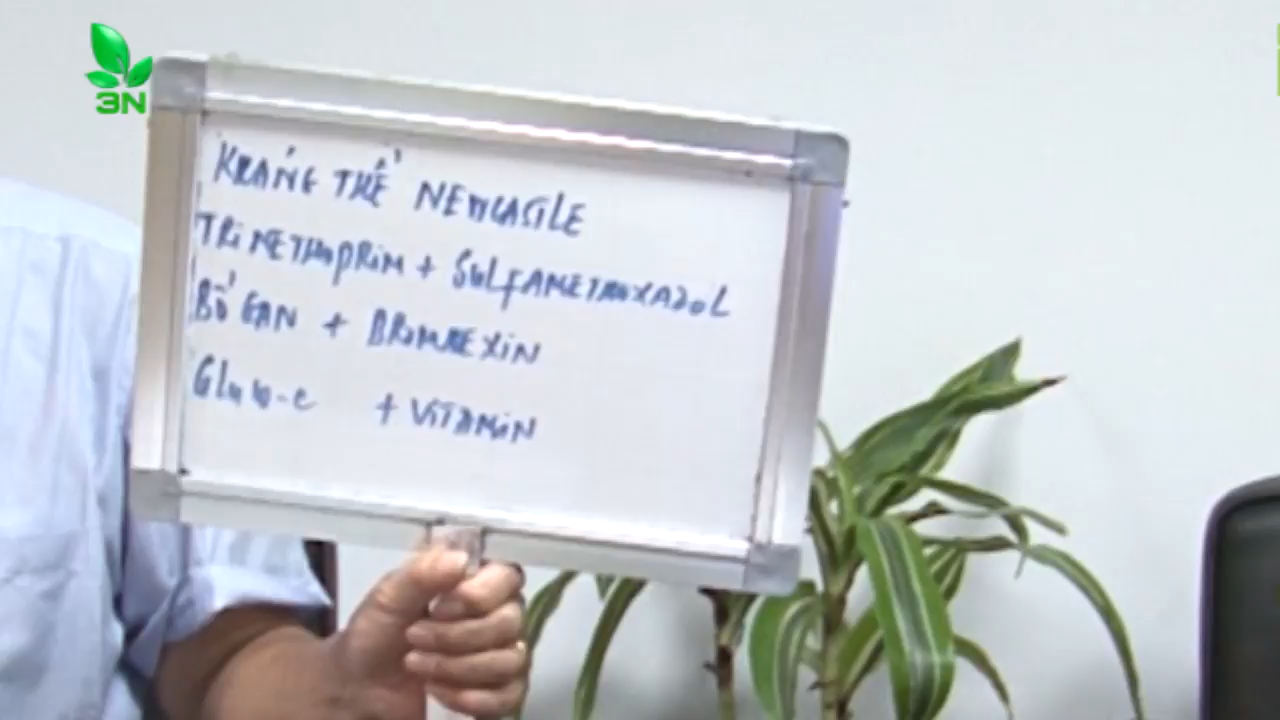 3N
KHÁNG THỂ NEWCASTLE
TRiMETHOPRiM + SULFAMETHOXAZOL
BỔ GAN + BROMHEXiN
Gluco-c + ViTAMiN